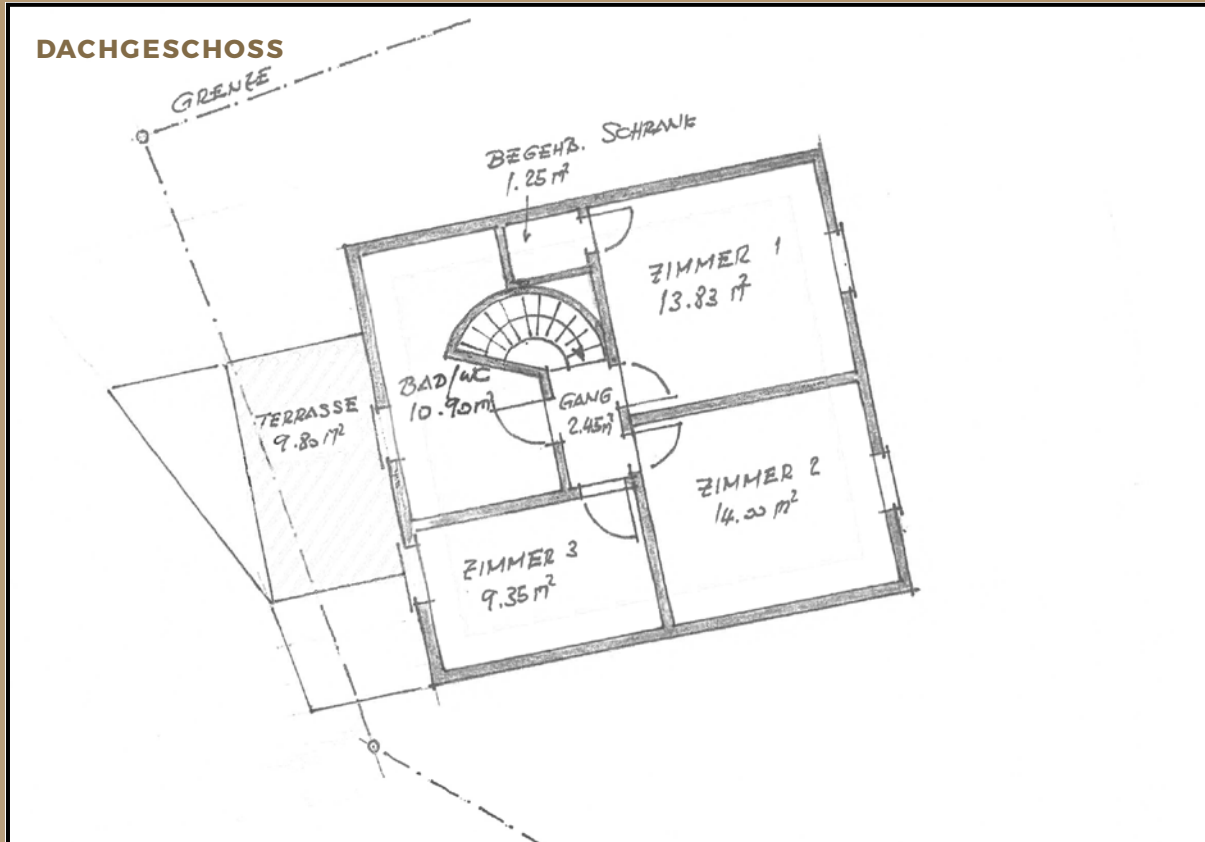 DACHGESCHOSS
GRENZE
BEGEHB. SCHRANK
1.25 m²
ZIMMER 1
13.83 m²
BAD/WC
10.90 m²
GANG
2.45 m²
TERRASSE
9.80 m²
ZIMMER 2
14.00 m²
ZIMMER 3
9.35 m²